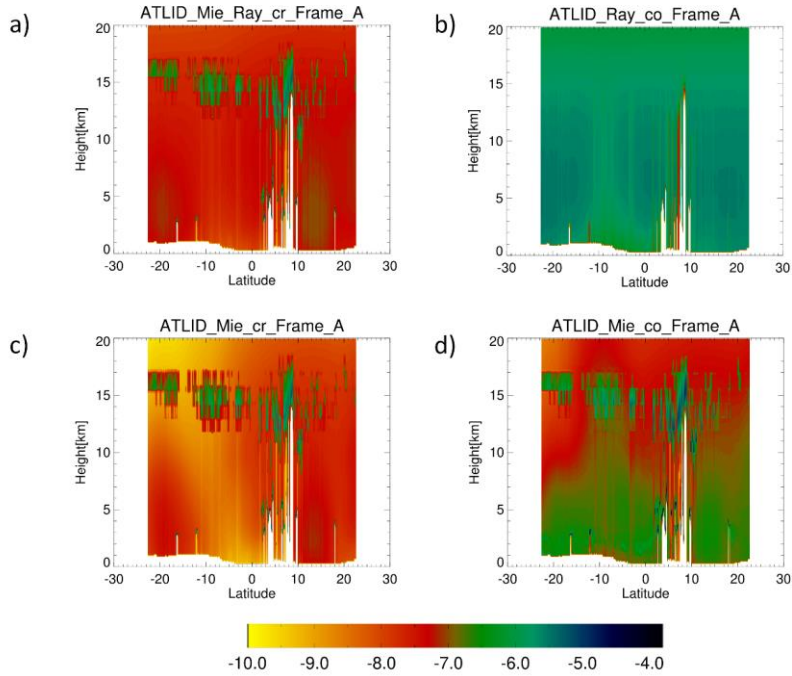 a)
ATLID_Mie_Ray_cr_Frame_A
Height[km]
20
15
10
5
0
-30 -20 -10 0 10 20 30
Latitude
b)
ATLID_Ray_co_Frame_A
Height[km]
20
15
10
5
0
-30 -20 -10 0 10 20 30
Latitude
c)
ATLID_Mie_cr_Frame_A
Height[km]
20
15
10
5
0
-30 -20 -10 0 10 20 30
Latitude
d)
ATLID_Mie_co_Frame_A
Height[km]
20
15
10
5
0
-30 -20 -10 0 10 20 30
Latitude
-10.0 -9.0 -8.0 -7.0 -6.0 -5.0 -4.0